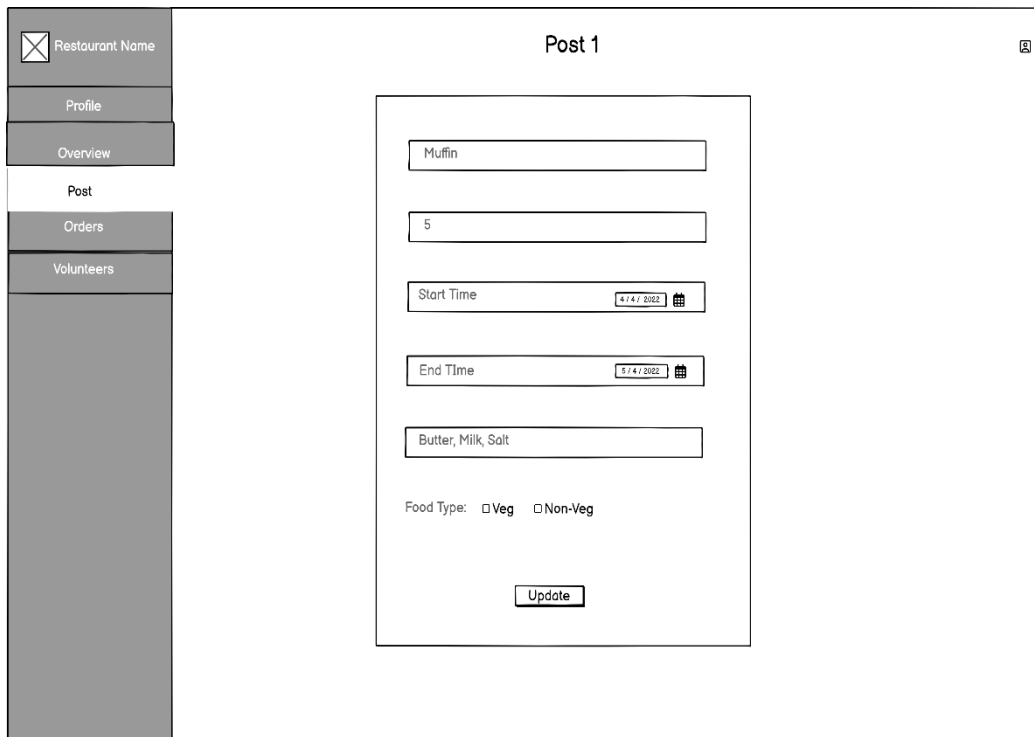 Restaurant Name
Post 1
Profile
Overview
Post
Orders
Volunteers
Muffin
5
Start Time
4 / 4 / 2022
End TIme
5 / 4 / 2022
Butter, Milk, Salt
Food Type: Veg Non-Veg
Update